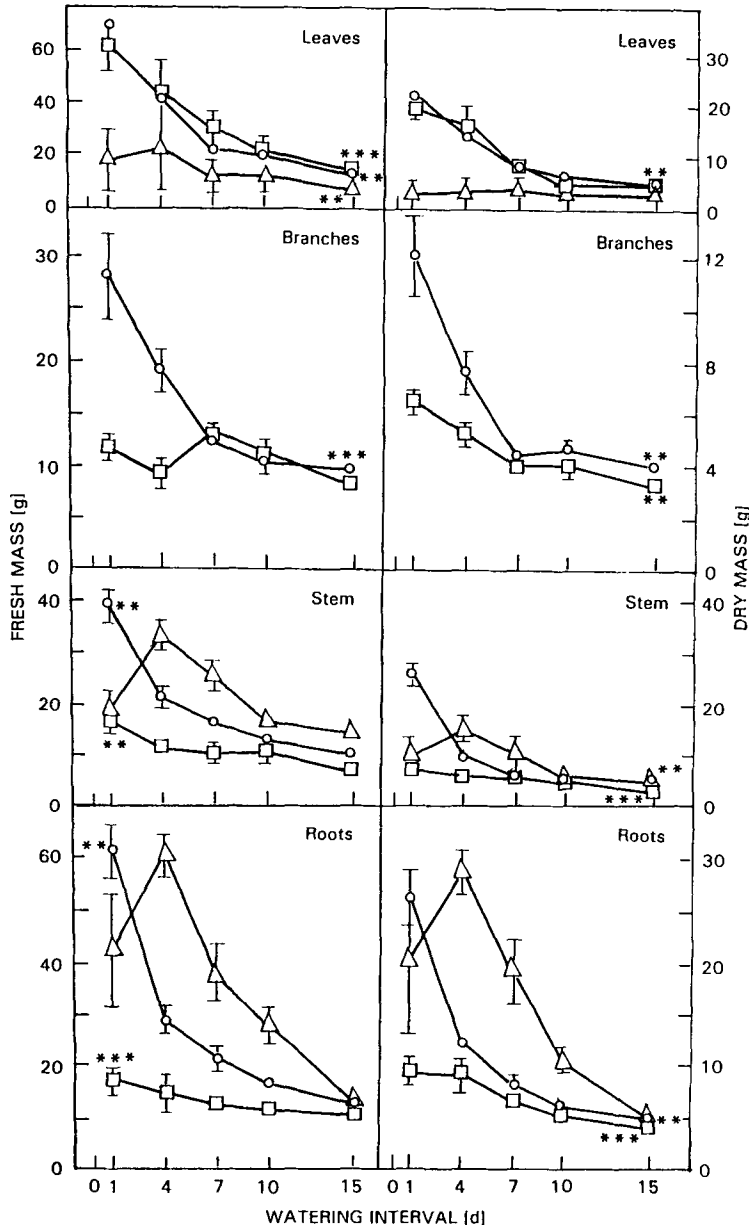 Leaves Leaves
60 30
40 20
20 10
*** **
**
**
0 0
Branches Branches
30 12
20 8
*** **
10 4
**
0
FRESH MASS [g] DRY MASS [g]
Stem Stem
40 40
** 
20 20
** **
***
0 0
Roots Roots
60 ** 30
40 20
20 *** 10
**
***
0 0
0 1 4 7 10 15 0 1 4 7 10 15
WATERING INTERVAL [d]